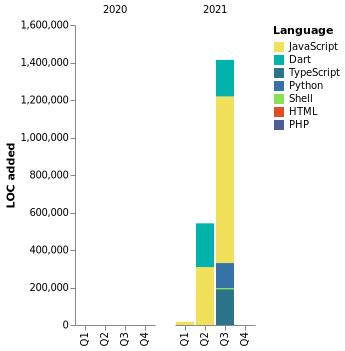 2020 2021
1,600,000
1,400,000
1,200,000
1,000,000
800,000
600,000
400,000
200,000
0
LOC added
Q1 Q2 Q3 Q4 Q1 Q2 Q3 Q4
Language
JavaScript
Dart
TypeScript
Python
Shell
HTML
PHP